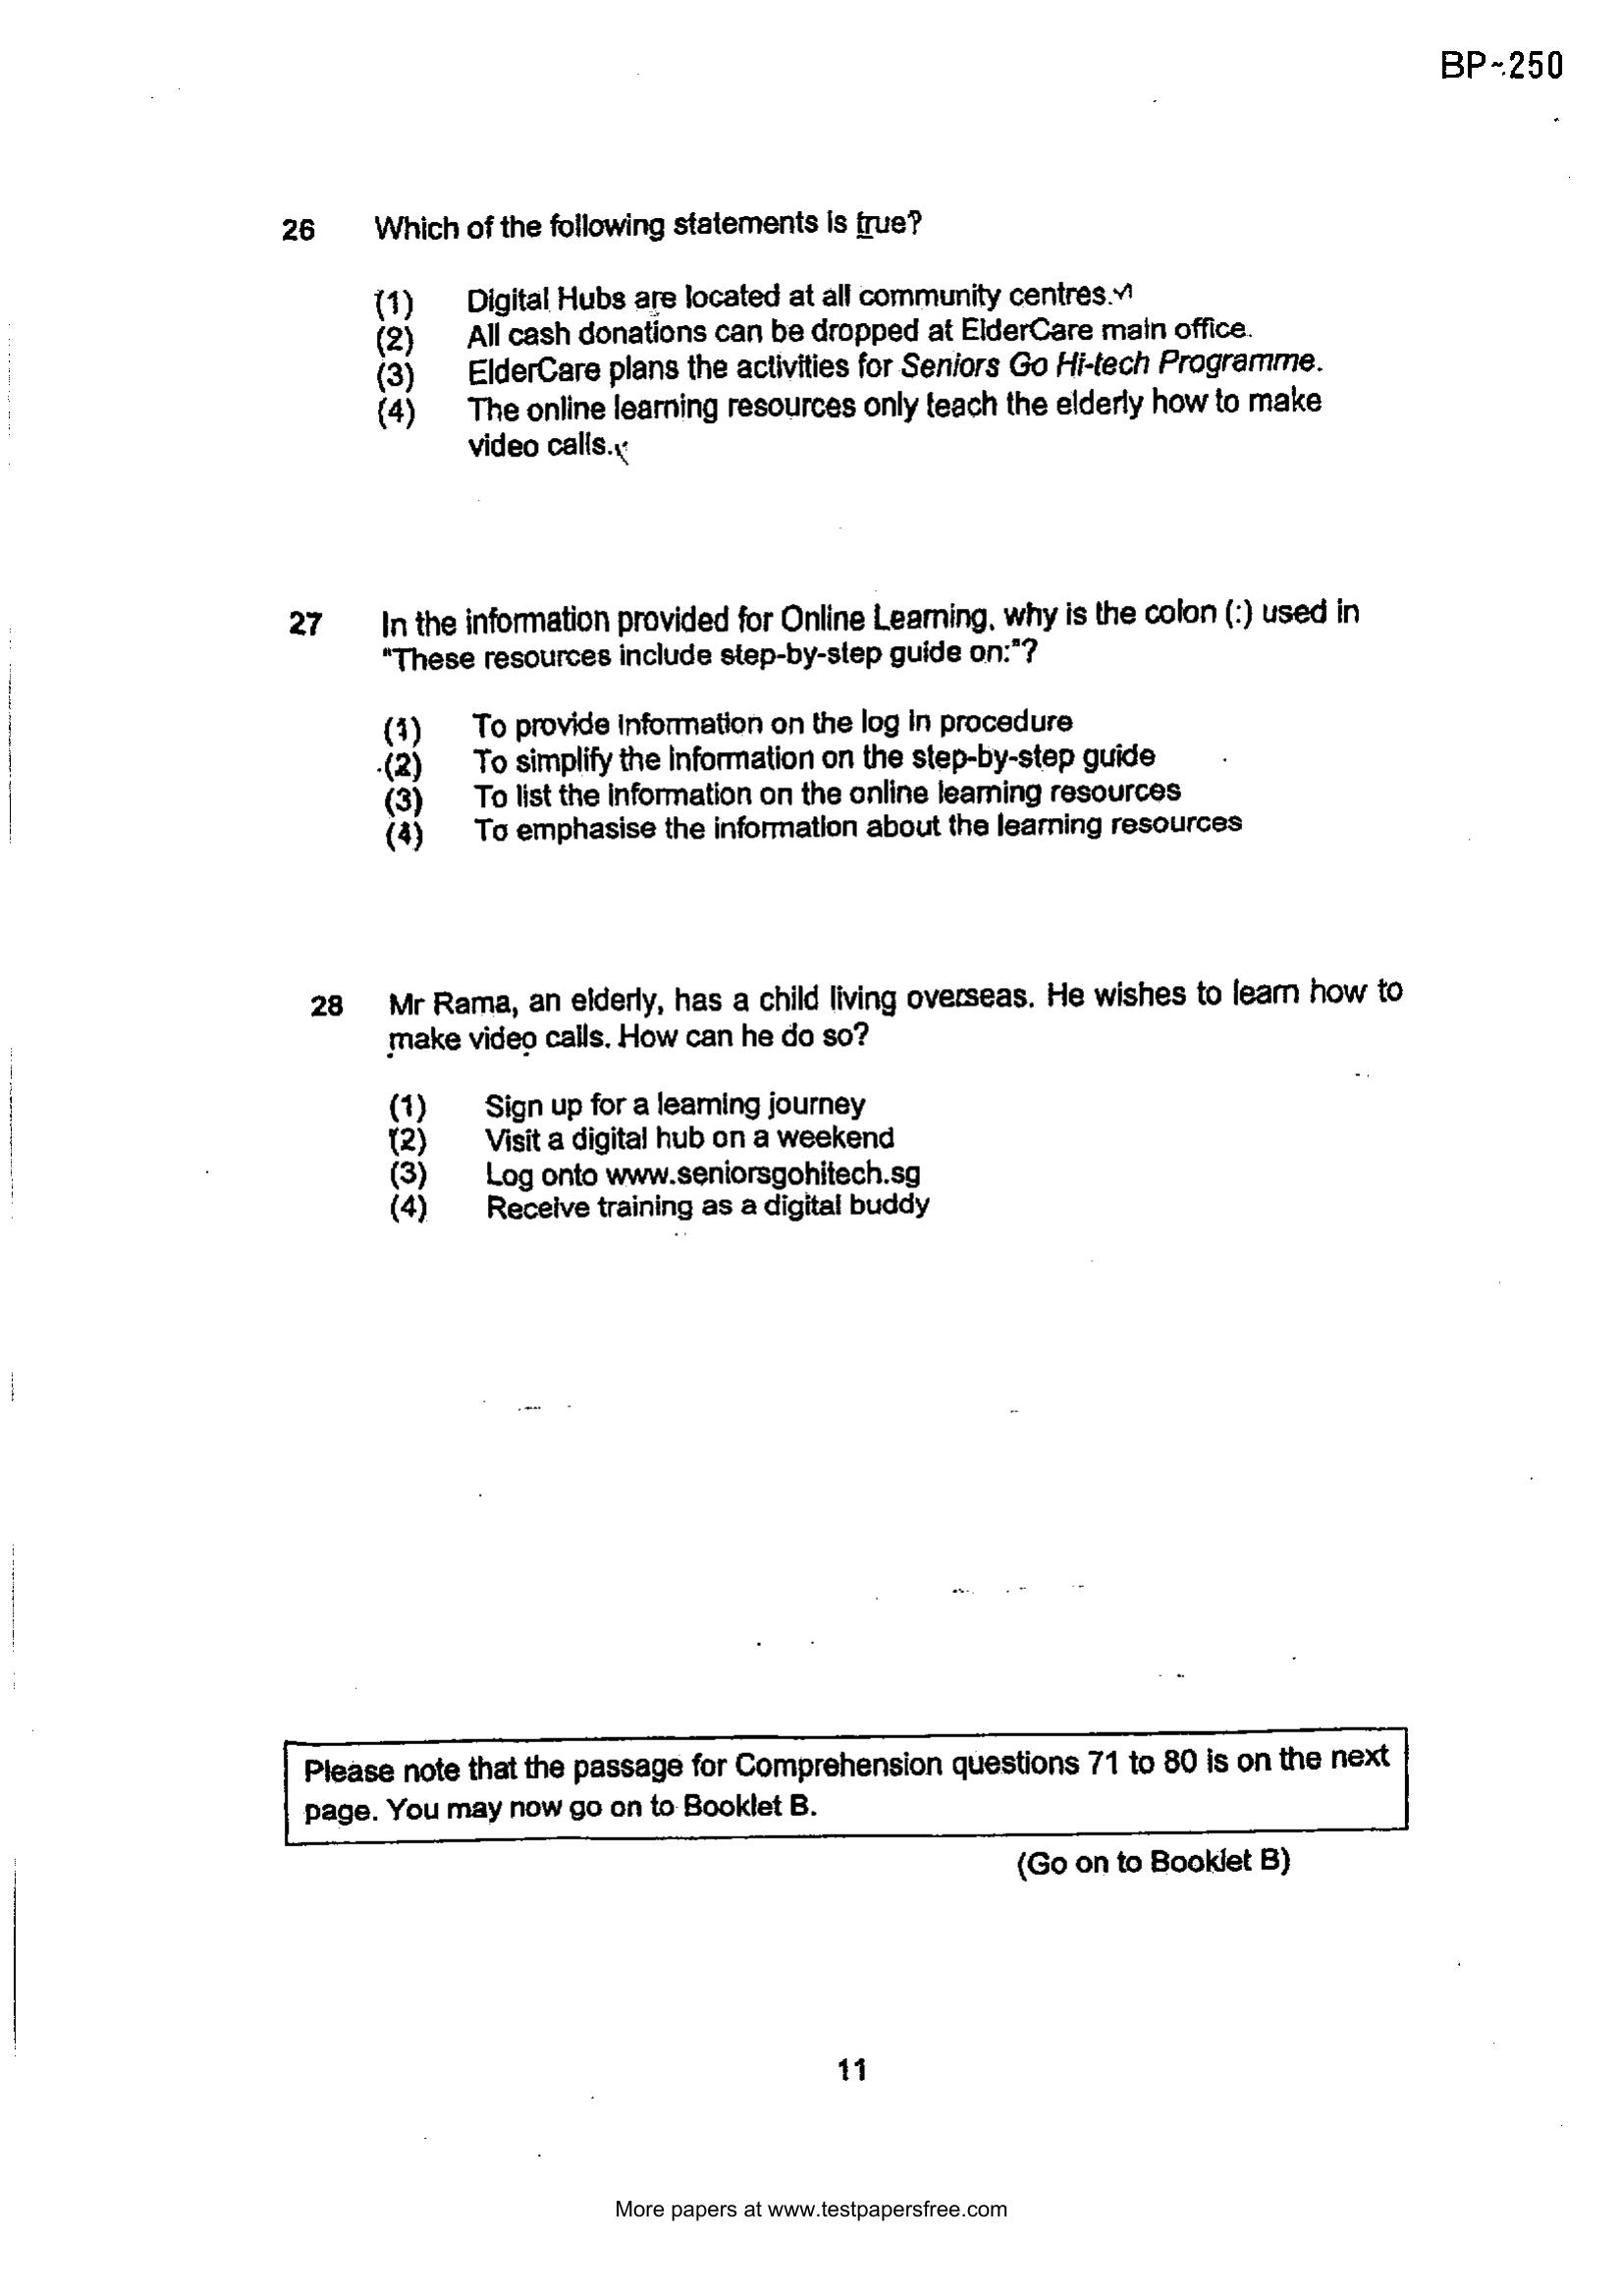 BP~250
26 Which of the following statements is true?
(1) Digital Hubs are located at all community centres.
(2) All cash donations can be dropped at ElderCare main office.
(3) ElderCare plans the activities for Seniors Go Hi-tech Programme.
(4) The online learning resources only teach the elderly how to make
video calls.
27 In the information provided for Online Learning, why is the colon (:) used in
"These resources include step-by-step guide on:"?
(1) To provide information on the log in procedure
(2) To simplify the information on the step-by-step guide
(3) To list the information on the online learning resources
(4) To emphasise the information about the learning resources
28 Mr Rama, an elderly, has a child living overseas. He wishes to learn how to
make video calls. How can he do so?
(1) Sign up for a learning journey
(2) Visit a digital hub on a weekend
(3) Log onto www.seniorsgohitech.sg
(4) Receive training as a digital buddy
Please note that the passage for Comprehension questions 71 to 80 is on the next
page. You may now go on to Booklet B.
(Go on to Booklet B)
11
More papers at www.testpapersfree.com